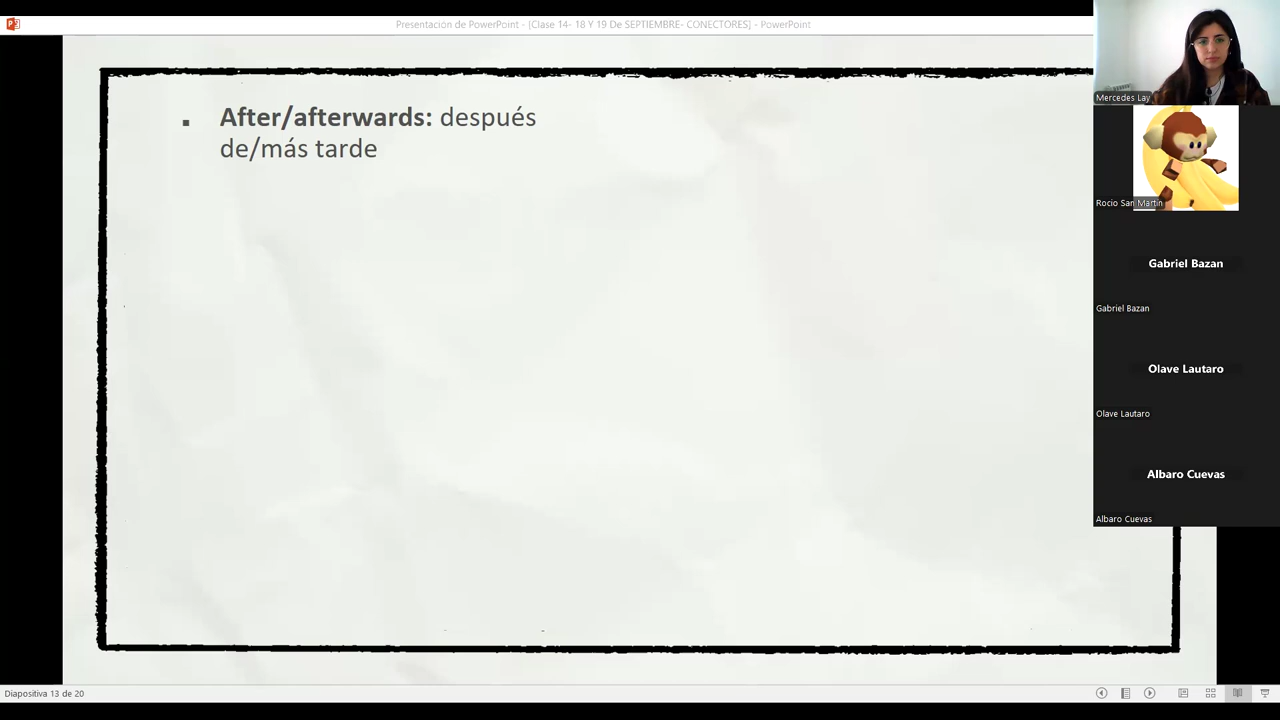 Presentación de PowerPoint - [Clase 14- 18 Y 19 De SEPTIEMBRE- CONECTORES] - PowerPoint
After/afterwards: después
de/más tarde
Mercedes Lay
Rocio San Martin
Gabriel Bazan
Gabriel Bazan
Olave Lautaro
Olave Lautaro
Albaro Cuevas
Albaro Cuevas
Diapositiva 13 de 20